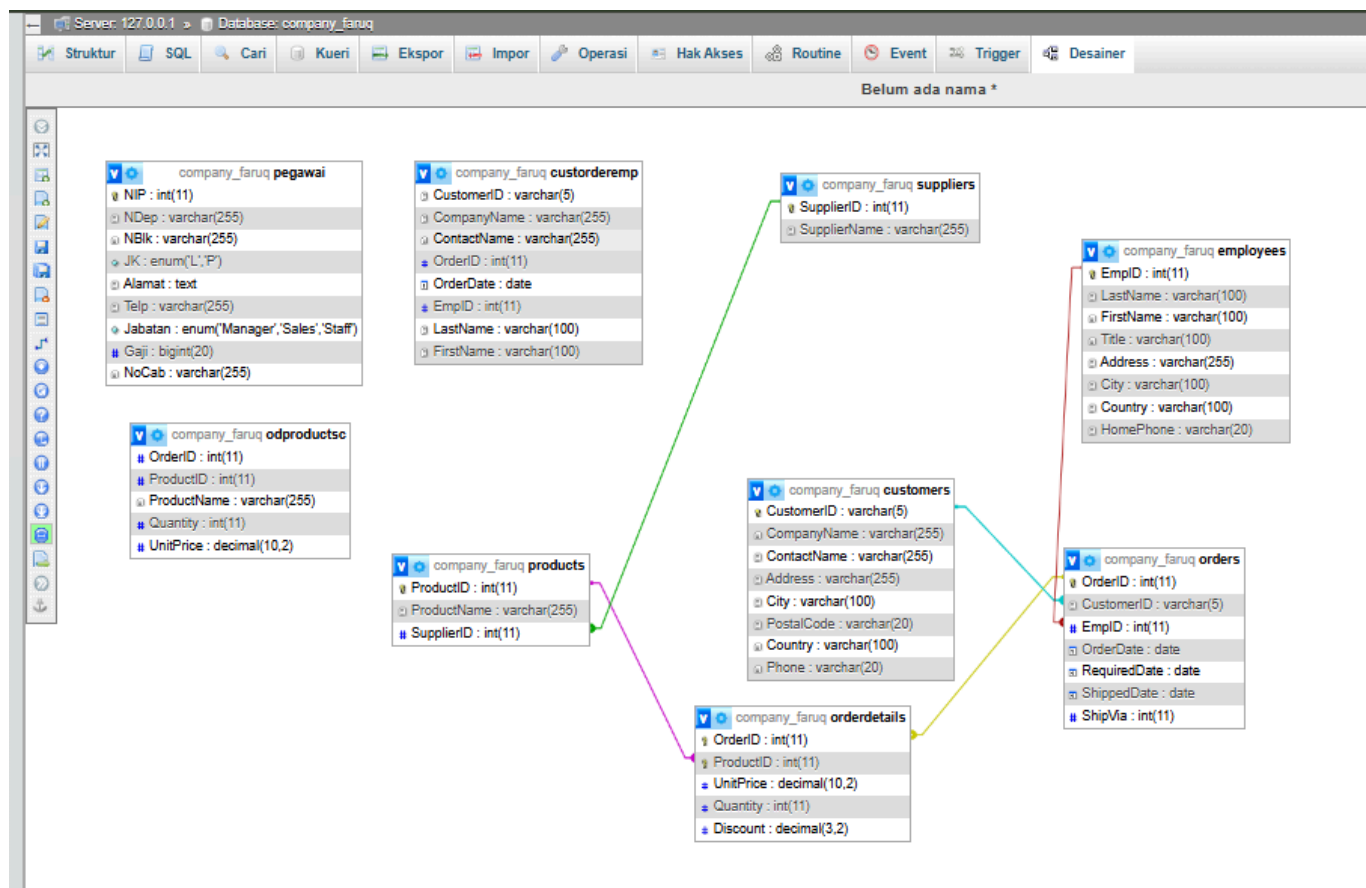 Server: 127.0.0.1 » Database: company_faruq
Struktur SQL Cari Kueri Ekspor Impor Operasi Hak Akses Routine Event Trigger Desainer
Belum ada nama *
company_faruq pegawai
NIP : int(11)
NDep : varchar(255)
NBlk : varchar(255)
JK : enum('L','P')
Alamat : text
Telp : varchar(255)
Jabatan : enum('Manager','Sales','Staff')
Gaji : bigint(20)
NoCab : varchar(255)
company_faruq custorderemp
CustomerID : varchar(5)
CompanyName : varchar(255)
ContactName : varchar(255)
OrderID : int(11)
OrderDate : date
EmpID : int(11)
LastName : varchar(100)
FirstName : varchar(100)
company_faruq suppliers
SupplierID : int(11)
SupplierName : varchar(255)
company_faruq employees
EmpID : int(11)
LastName : varchar(100)
FirstName : varchar(100)
Title : varchar(100)
Address : varchar(255)
City : varchar(100)
Country : varchar(100)
HomePhone : varchar(20)
company_faruq odproductsc
OrderID : int(11)
ProductID : int(11)
ProductName : varchar(255)
Quantity : int(11)
UnitPrice : decimal(10,2)
company_faruq customers
CustomerID : varchar(5)
CompanyName : varchar(255)
ContactName : varchar(255)
Address : varchar(255)
City : varchar(100)
PostalCode : varchar(20)
Country : varchar(100)
Phone : varchar(20)
company_faruq products
ProductID : int(11)
ProductName : varchar(255)
SupplierID : int(11)
company_faruq orders
OrderID : int(11)
CustomerID : varchar(5)
EmpID : int(11)
OrderDate : date
RequiredDate : date
ShippedDate : date
ShipVia : int(11)
company_faruq orderdetails
OrderID : int(11)
ProductID : int(11)
UnitPrice : decimal(10,2)
Quantity : int(11)
Discount : decimal(3,2)